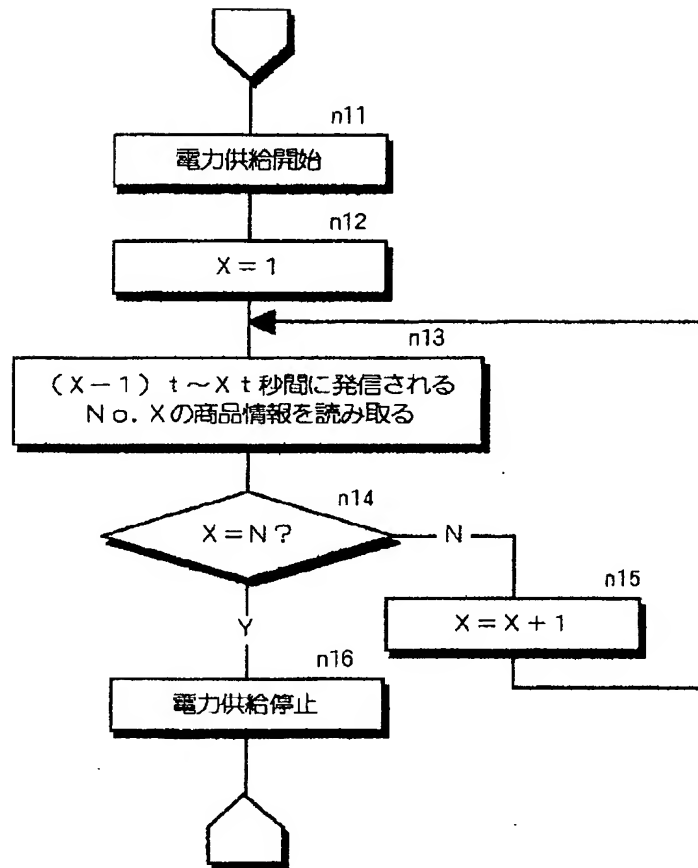 n11
電力供給開始
n12
X=1
n13
(X-1)t~Xt秒間に発信される
No.Xの商品情報を読み取る
n14
X=N?
N
n15
X=X+1
Y
n16
電力供給停止